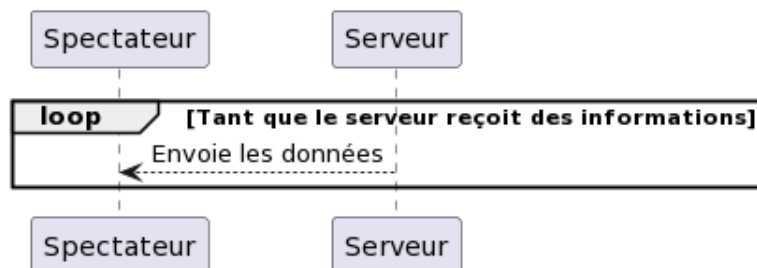 Spectateur
Serveur
loop
[Tant que le serveur reçoit des informations]
Envoie les données
Spectateur
Serveur